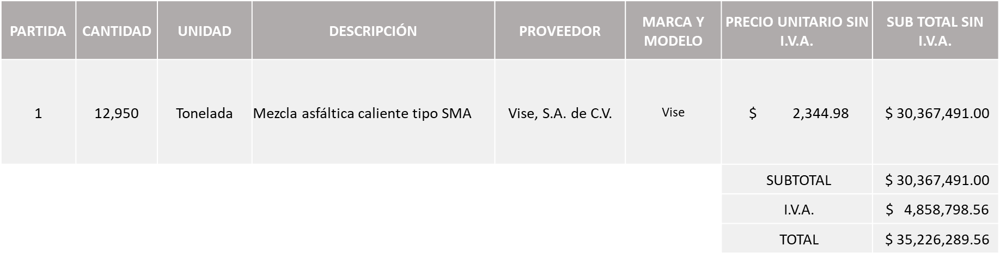 PARTIDA CANTIDAD UNIDAD DESCRIPCIÓN PROVEEDOR MARCA Y MODELO PRECIO UNITARIO SIN I.V.A. SUB TOTAL SIN I.V.A.
1 12,950 Tonelada Mezcla asfáltica caliente tipo SMA Vise, S.A. de C.V. Vise $ 2,344.98 $ 30,367,491.00
SUBTOTAL $ 30,367,491.00
I.V.A. $ 4,858,798.56
TOTAL $ 35,226,289.56